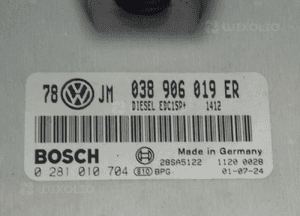 78 JM 038 906 019 ER
DIESEL EDC15P+ 1412
BOSCH Made in Germany
28SA5122 1120 0028
0 281 010 704 E10 BPG 01-07-24